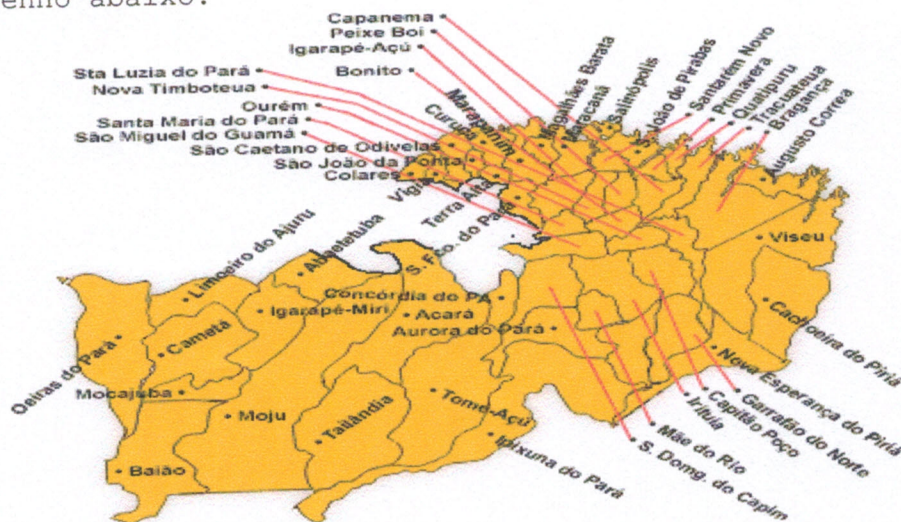 enho abaixo.
Capanema
Peixe Boi
Igarapé-Açú
Sta Luzia do Pará
Bonito
Nova Timboteua
Ourém
Santa Maria do Pará
São Miguel do Guamá
São Caetano de Odivelas
São João da Ponta
Colares
Vigia
Terra Alta
S. Fco. do Pará
Curuçá
Marapanim
Magalhães Barata
Maracanã
Salinópolis
S. João de Pirabas
Santarém Novo
Primavera
Quatipuru
Tracuateua
Bragança
Augusto Correa
Viseu
Cachoeira do Piriá
Limoeiro do Ajuru
Abaetetuba
Concórdia do PA
Igarapé-Miri
Acará
Aurora do Pará
Oeiras do Pará
Cametá
Mocajuba
Moju
Tailândia
Tomé-Açú
Ipixuna do Pará
Baião
Nova Esperança do Piriá
Garrafão do Norte
Capitão Poço
Irituia
Mãe do Rio
S. Domg. do Capim